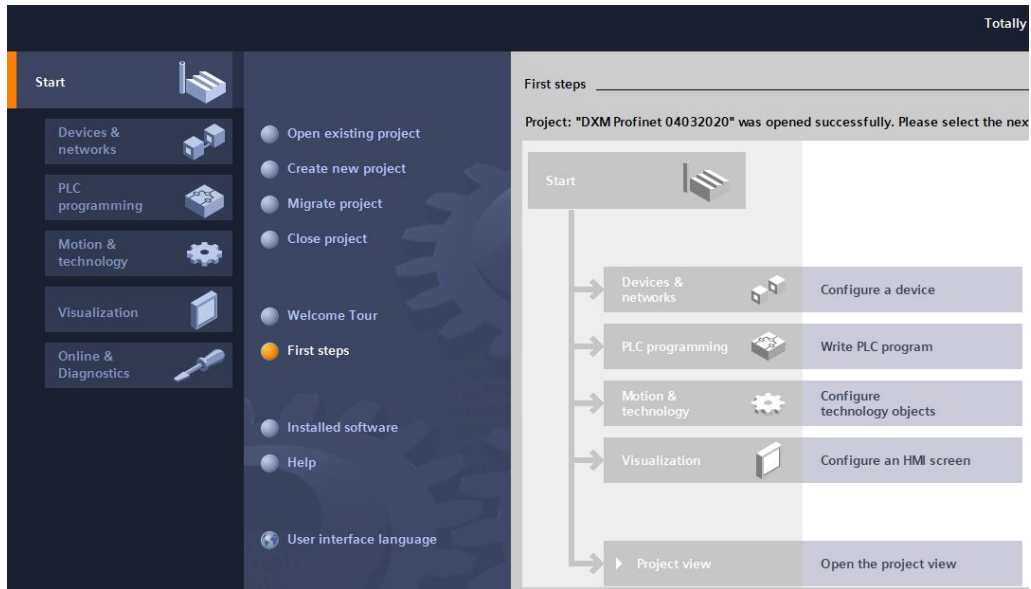 Totally
Start
Devices &
networks
PLC
programming
Motion &
technology
Visualization
Online &
Diagnostics
Open existing project
Create new project
Migrate project
Close project
Welcome Tour
First steps
Installed software
Help
User interface language
First steps
Project: "DXM Profinet 04032020" was opened successfully. Please select the nex
Start
Devices &
networks
Configure a device
PLC programming
Write PLC program
Motion &
technology
Configure
technology objects
Visualization
Configure an HMI screen
Project view
Open the project view